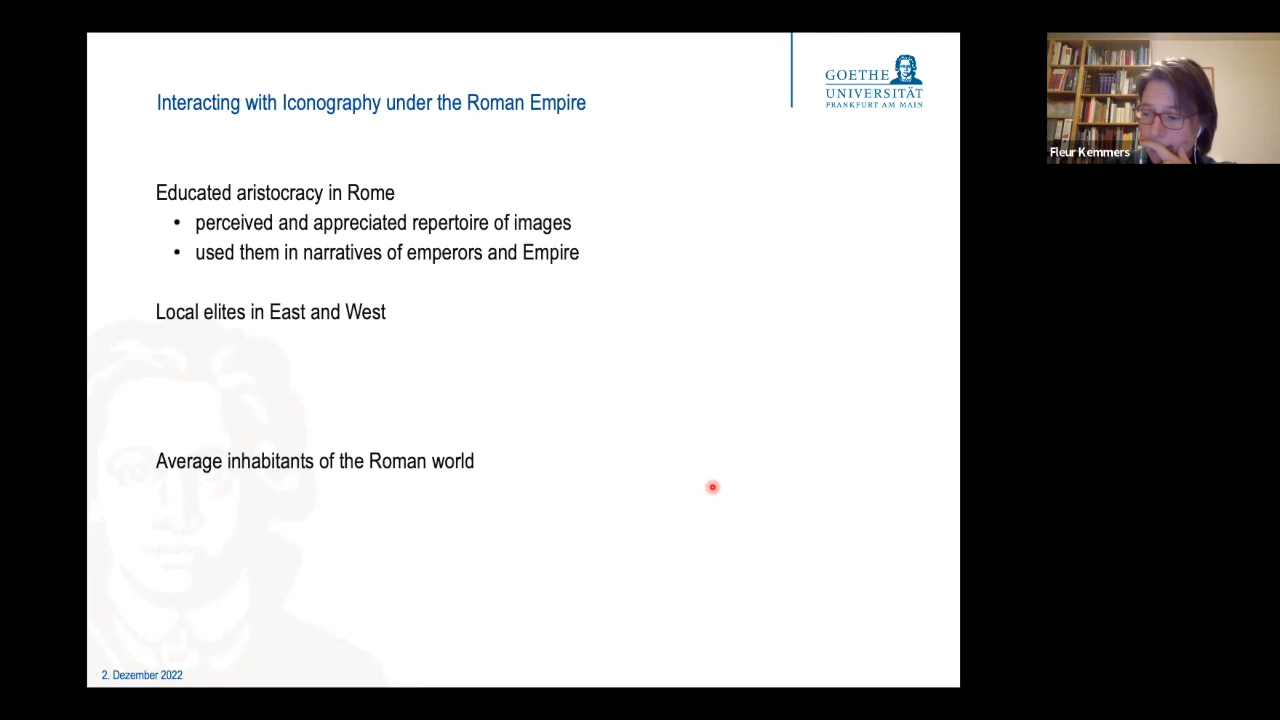 GOETHE
UNIVERSITÄT
FRANKFURT AM MAIN
Interacting with Iconography under the Roman Empire
Educated aristocracy in Rome
• perceived and appreciated repertoire of images
• used them in narratives of emperors and Empire
Local elites in East and West
Average inhabitants of the Roman world
2. Dezember 2022
Fleur Kemmers